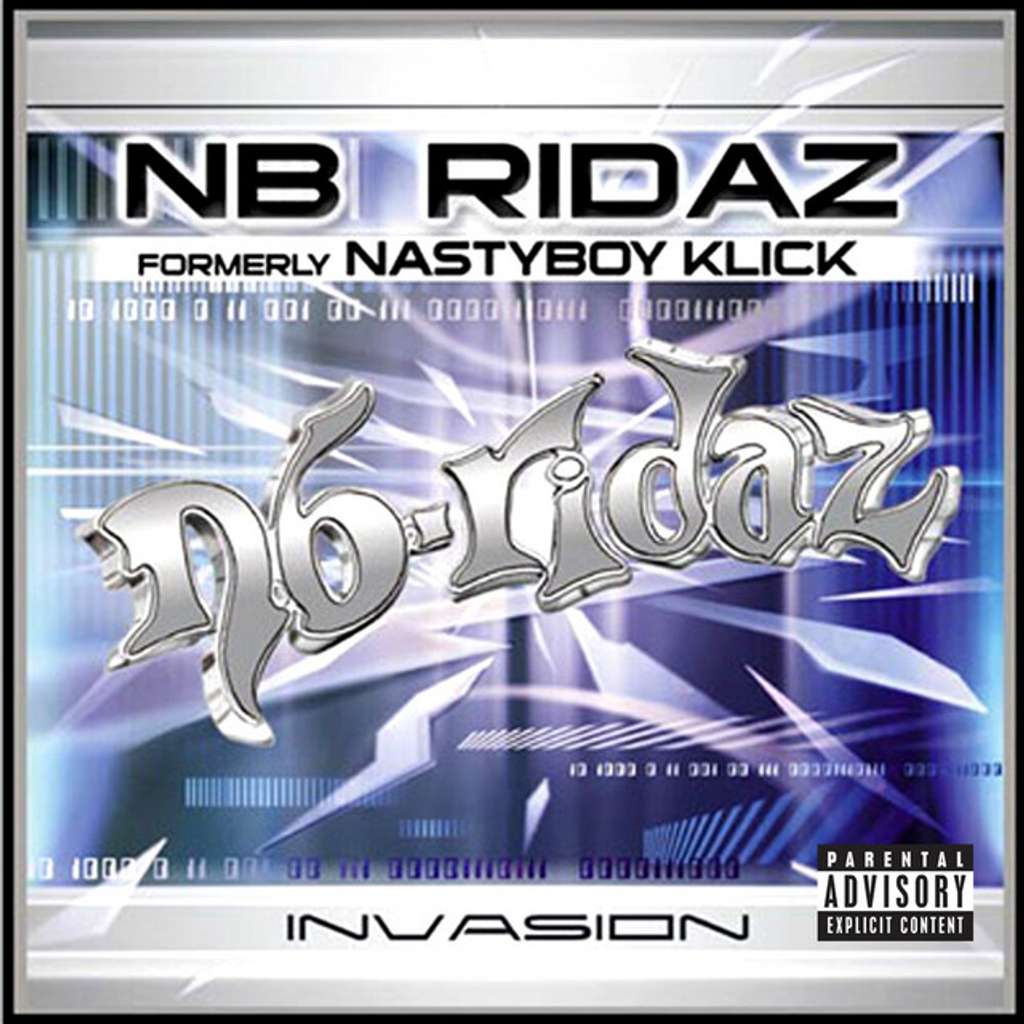 NB RIDAZ
FORMERLY NASTYBOY KLICK
nb-ridaz
INVASION
PARENTAL
ADVISORY
EXPLICIT CONTENT